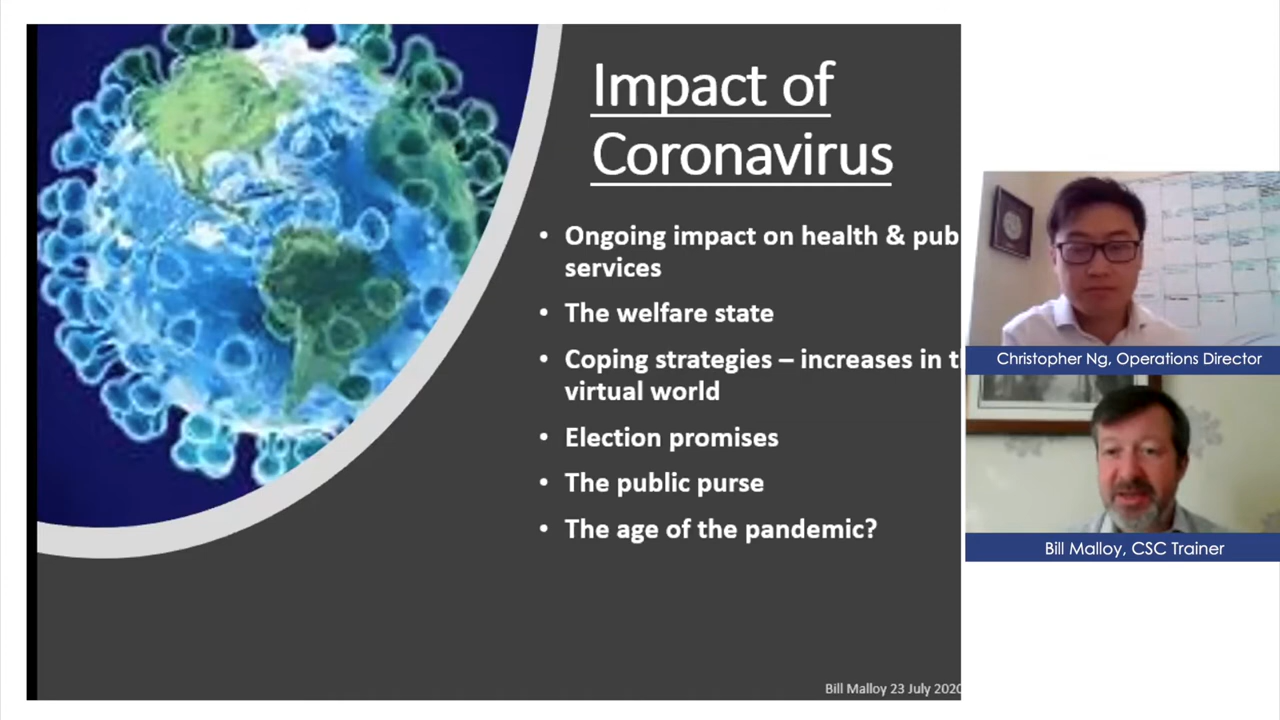 Impact of
Coronavirus
• Ongoing impact on health & pub
services
• The welfare state
• Coping strategies – increases in t
virtual world
• Election promises
• The public purse
• The age of the pandemic?
Bill Malloy 23 July 2020
Christopher Ng, Operations Director
Bill Malloy, CSC Trainer